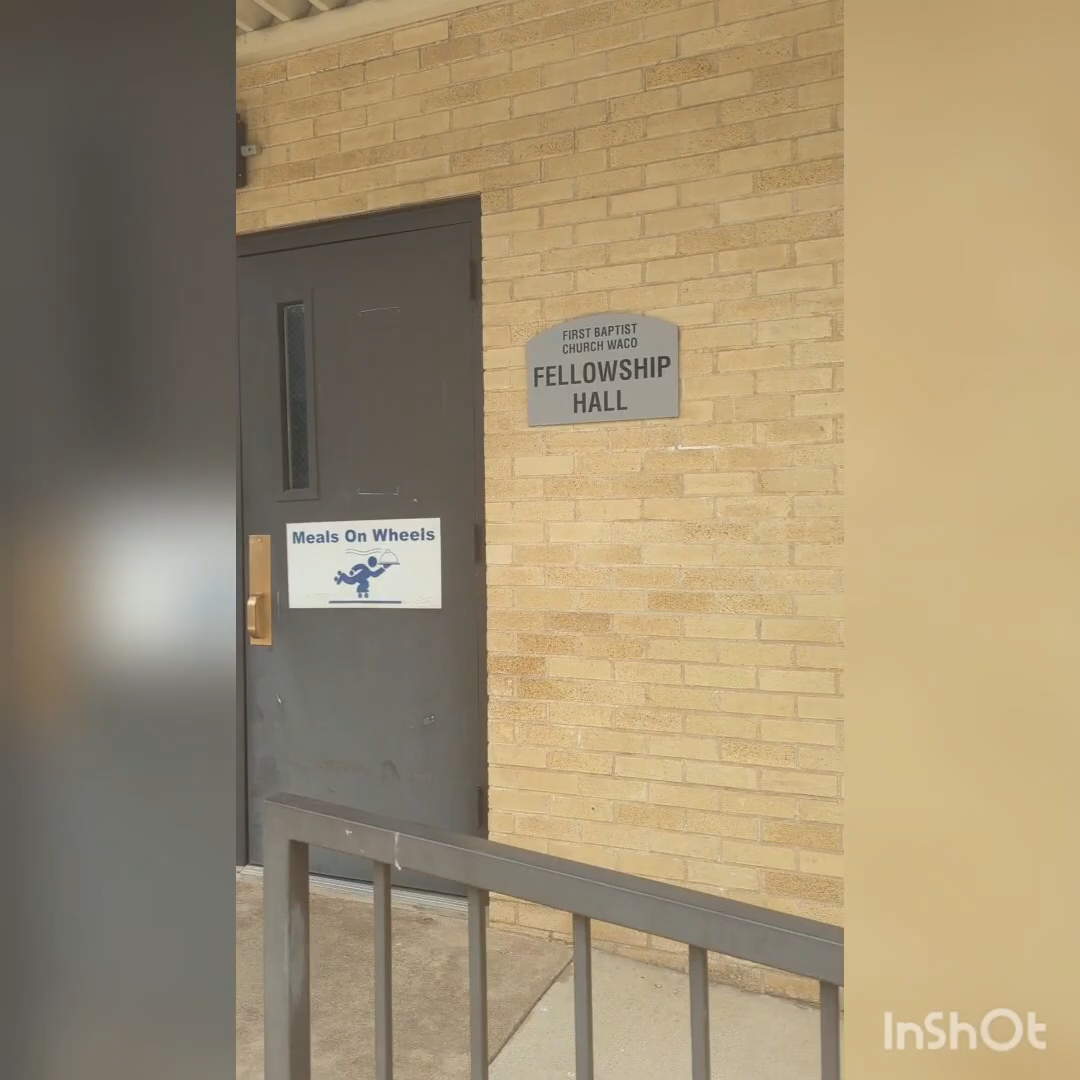 FIRST BAPTIST
CHURCH WACO
FELLOWSHIP
HALL
Meals On Wheels
InShOt